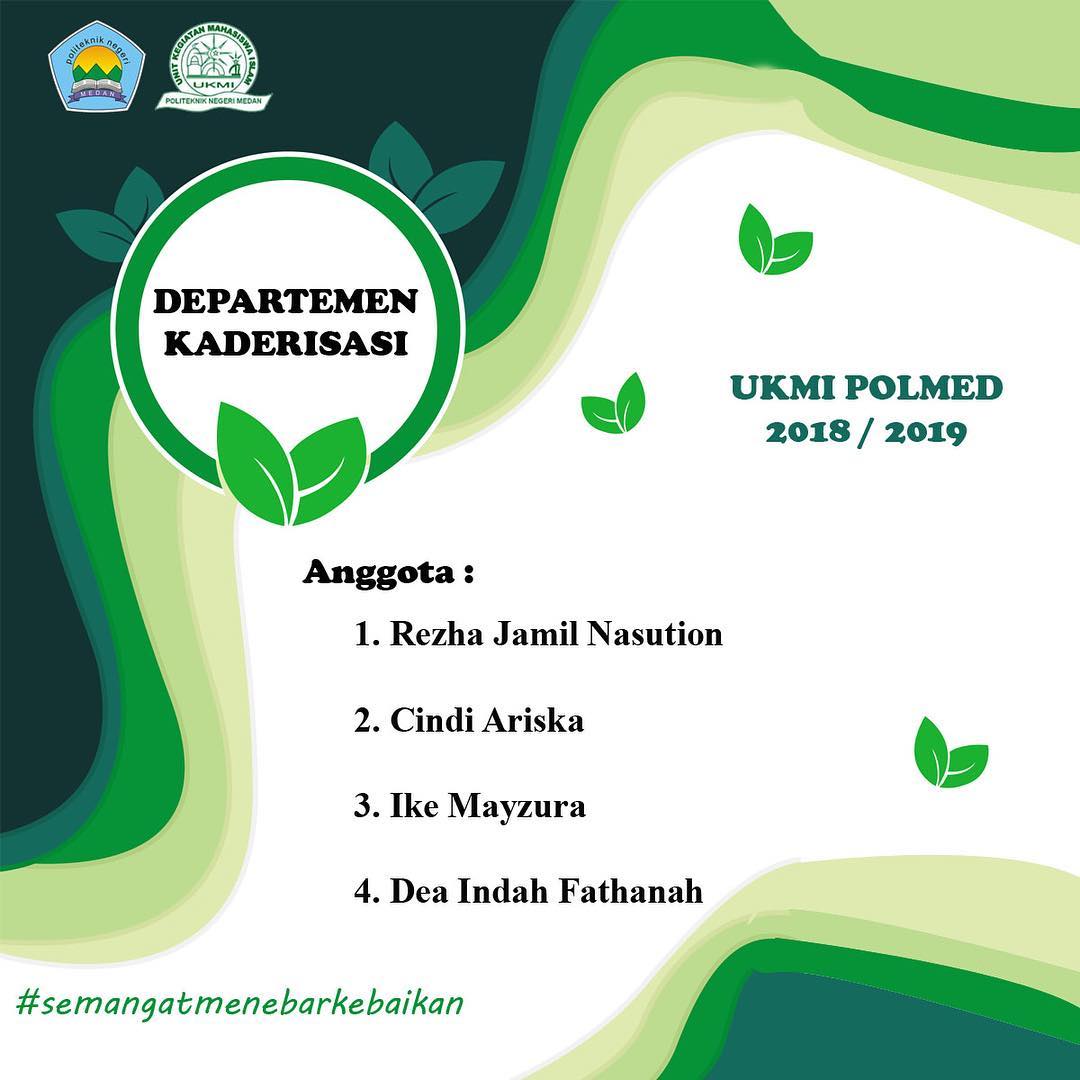 politeknik negeri
MEDAN
UNIT KEGIATAN MAHASISWA ISLAM
UKMI
POLITEKNIK NEGERI MEDAN
DEPARTEMEN
KADERISASI
UKMI POLMED
2018 / 2019
Anggota :
1. Rezha Jamil Nasution
2. Cindi Ariska
3. Ike Mayzura
4. Dea Indah Fathanah
#semangatmenebarkebaikan